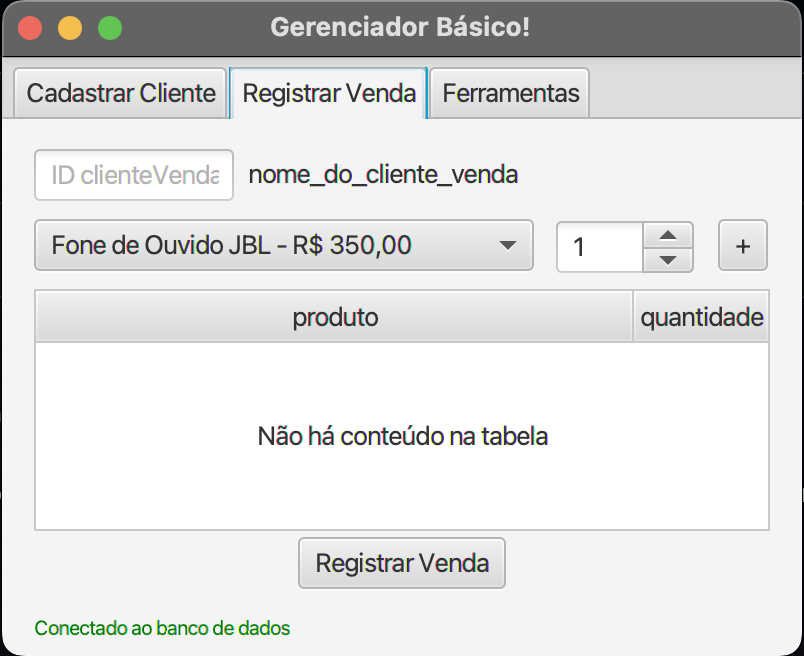 Gerenciador Básico!
Cadastrar Cliente Registrar Venda Ferramentas
ID clienteVenda nome_do_cliente_venda
Fone de Ouvido JBL - R$ 350,00 1 +
produto quantidade
Não há conteúdo na tabela
Registrar Venda
Conectado ao banco de dados